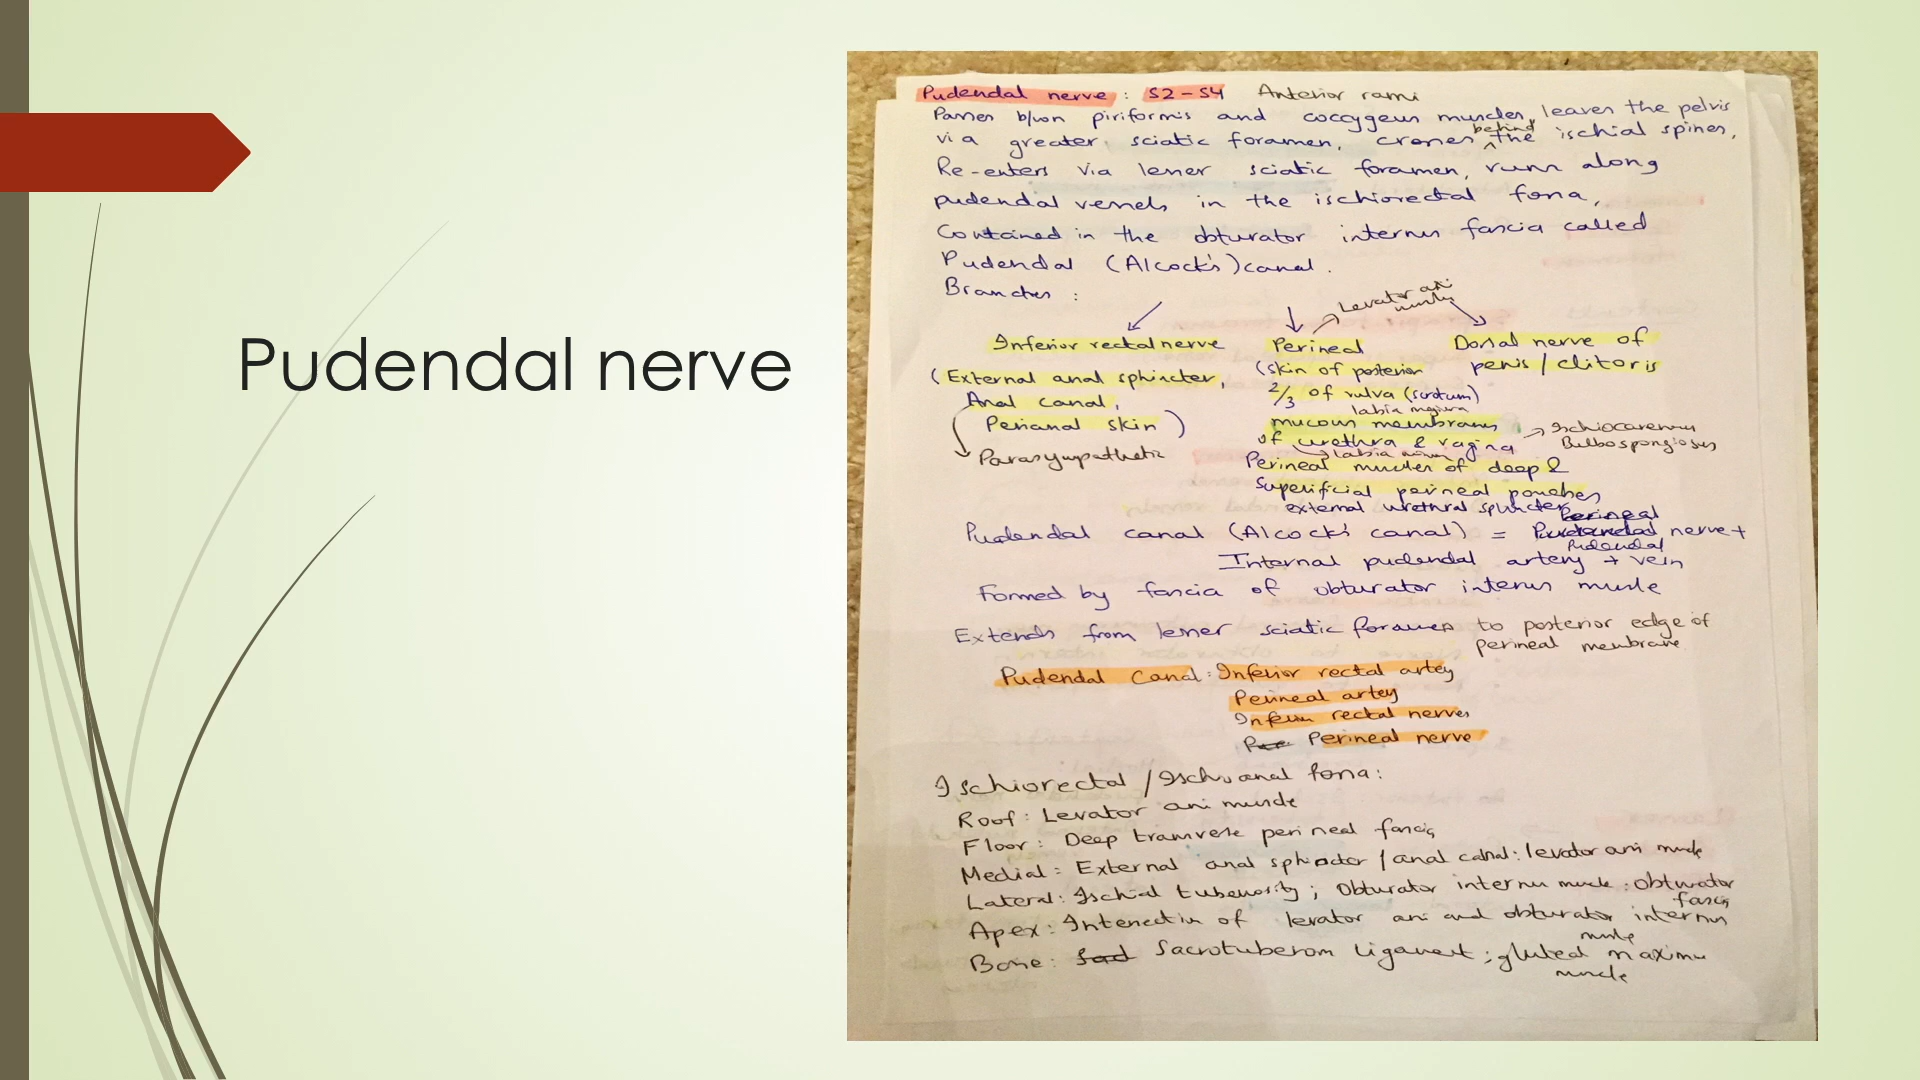 Pudendal nerve
Pudendal nerve : S2-S4 Anterior rami
Passes b/won piriformis and coccygeus muscles, leaves the pelvis
via greater sciatic foramen, crosses behind the ischial spines,
Re-enters via lesser sciatic foramen, runs along
pudendal vessels in the ischiorectal fossa,
Contained in the obturator internus fascia called
Pudendal (Alcock's) canal.
Branches :
Levator ani
Inferior rectal nerve
(External anal sphincter,
Anal canal,
Perianal skin)
Parasympathetic
Perineal
(skin of posterior
2/3 of vulva (scrotum)
labia majora
mucous membranes
of urethra & vagina
labia minora
Perineal muscles of deep &
superificial perineal pouches
external urethral sphincter
Ischiocavernus
Bulbospongiosus
Dorsal nerve of
penis/clitoris
Pudendal canal (Alcock's canal) = Pudendal nerve +
Internal pudendal artery + vein
Formed by fascia of obturator internus muscle
Extends from lesser sciatic foramen to posterior edge of
perineal membrane
Pudendal Canal : Inferior rectal artey
Perineal artey
Inferior rectal nerves
Perineal nerve
Ischiorectal / Ischioanal fossa :
Roof : Levator ani muscle
Floor : Deep transverse perineal fascia
Medial : External anal sphincter / anal canal : levator ani muscle
Lateral : Ischial tuberosity ; Obturator internus muscle : obturator
fascia
Apex : Intersection of levator ani and obturator internus
muscle
Base : Sacrotuberous ligament ; gluteal maximus
muscle